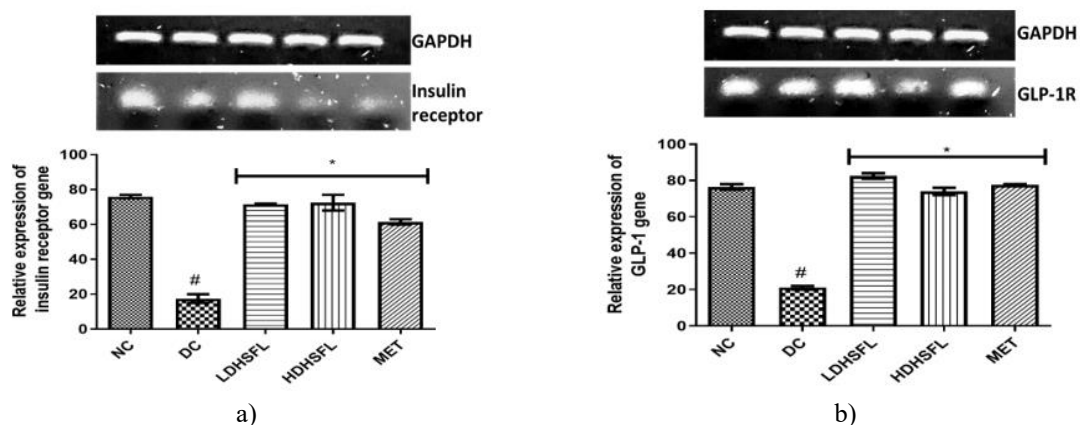 GAPDH
Insulin
receptor
Relative expression of
insulin receptor gene
100
80
60
40
20
0
*
#
NC
DC
LDHSFL
HDHSFL
MET
a)
GAPDH
GLP-1R
Relative expression of
GLP-1 gene
100
80
60
40
20
0
*
#
NC
DC
LDHSFL
HDHSFL
MET
b)